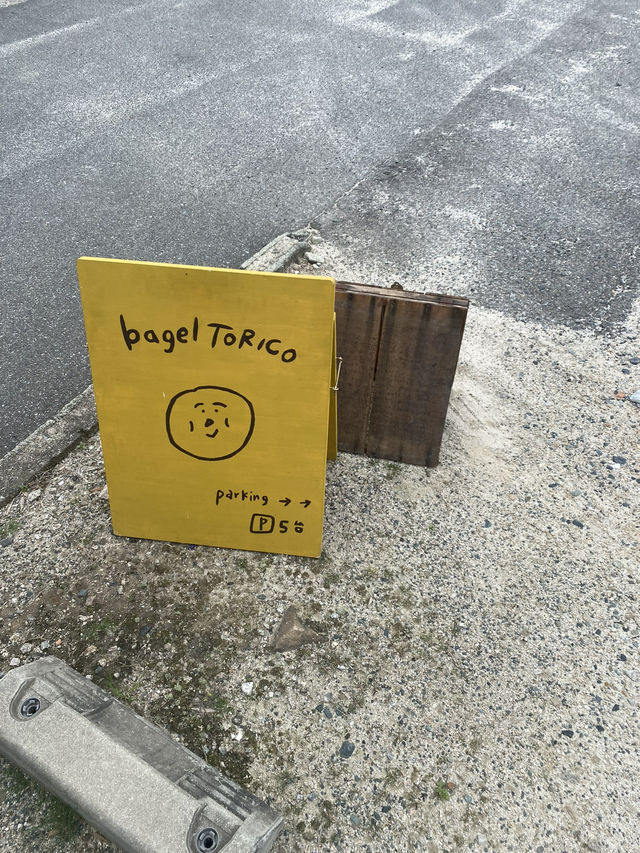 bagel TORICO
parking → →
P 5台